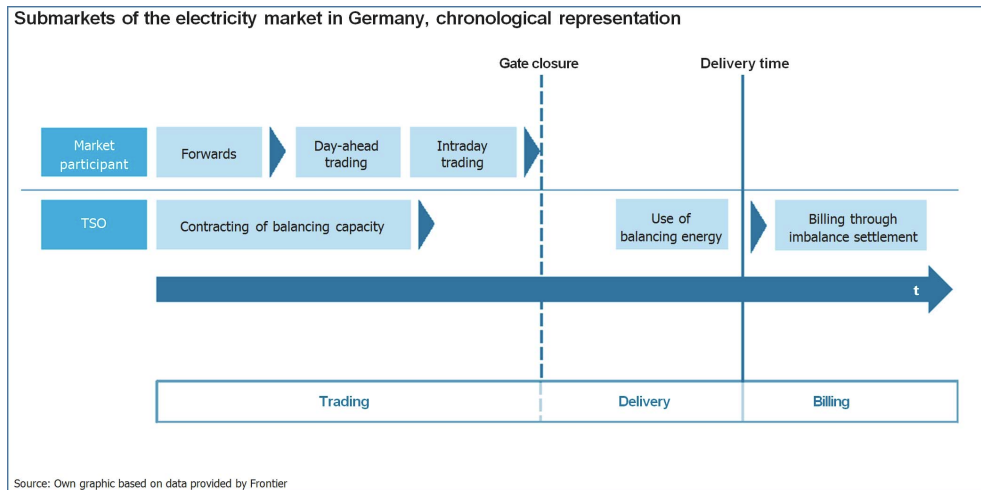 Submarkets of the electricity market in Germany, chronological representation
Gate closure
Delivery time
Market
participant
Forwards
Day-ahead
trading
Intraday
trading
TSO
Contracting of balancing capacity
Use of
balancing energy
Billing through
imbalance settlement
t
Trading
Delivery
Billing
Source: Own graphic based on data provided by Frontier